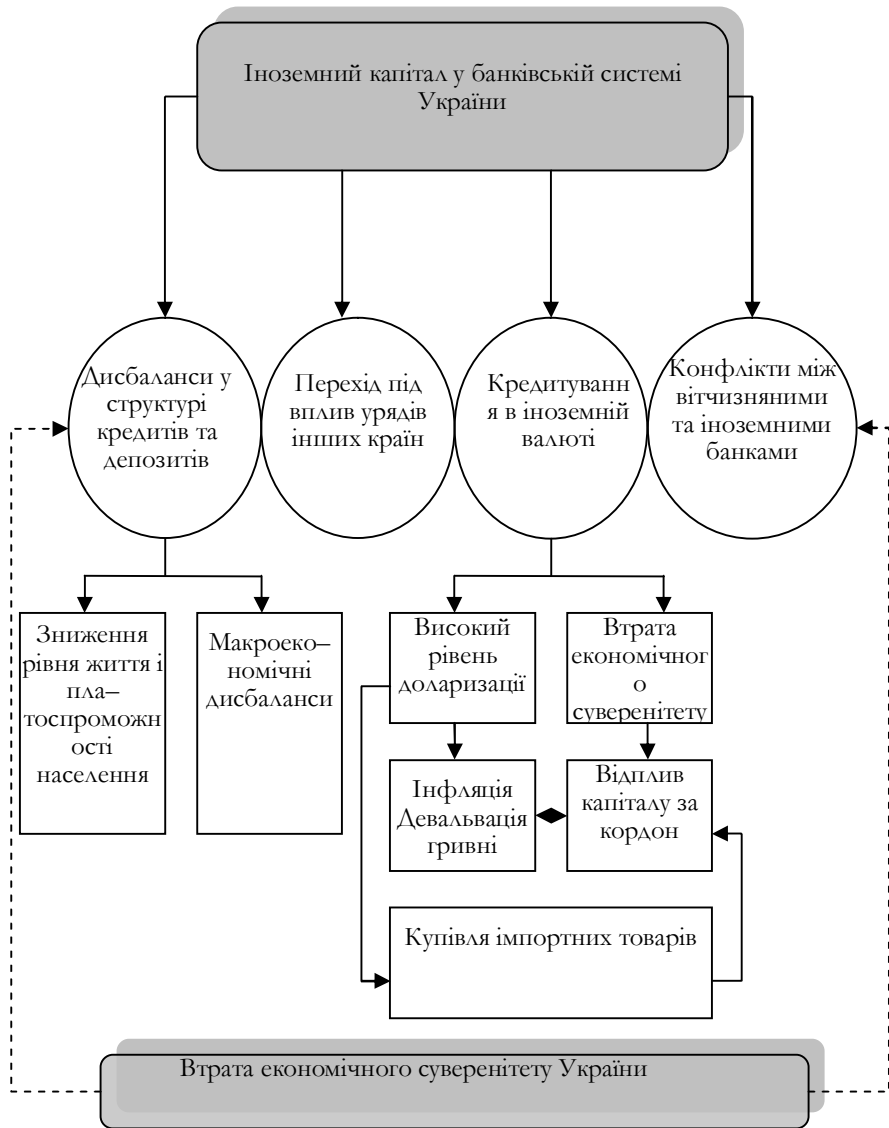 Іноземний капітал у банківській системі
України
Дисбаланси у
структурі
кредитів та
депозитів
Перехід під
вплив урядів
інших країн
Кредитуванн
я в іноземній
валюті
Конфлікти між
вітчизняними
та іноземними
банками
Зниження
рівня життя і
пла–
тоспроможн
ості
населення
Макроеко–
номічні
дисбаланси
Високий
рівень
доларизації
Втрата
економічног
о
суверенітету
Інфляція
Девальвація
гривні
Відплив
капіталу за
кордон
Купівля імпортних товарів
Втрата економічного суверенітету України